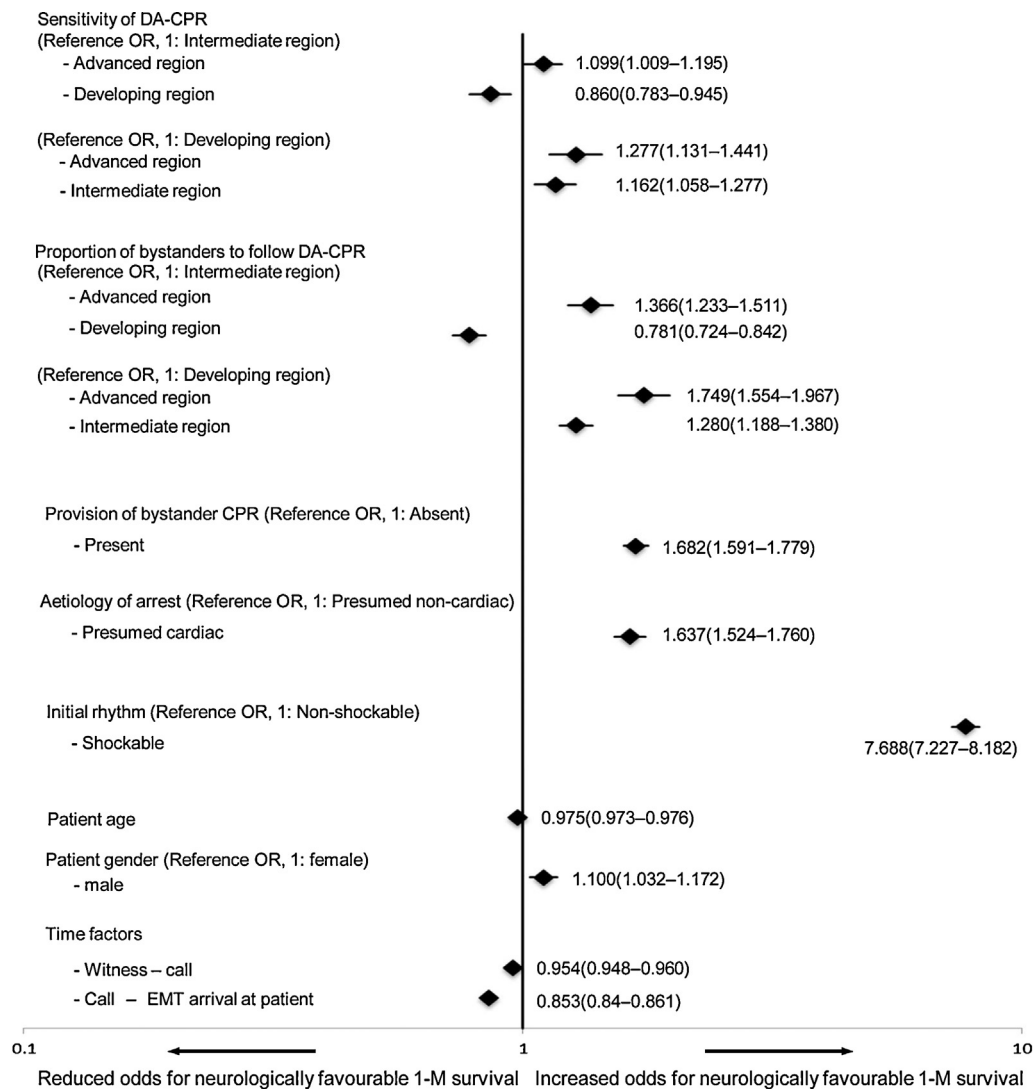 Sensitivity of DA-CPR
(Reference OR, 1: Intermediate region)
- Advanced region 1.099(1.009–1.195)
- Developing region 0.860(0.783–0.945)
(Reference OR, 1: Developing region)
- Advanced region 1.277(1.131–1.441)
- Intermediate region 1.162(1.058–1.277)
Proportion of bystanders to follow DA-CPR
(Reference OR, 1: Intermediate region)
- Advanced region 1.366(1.233–1.511)
- Developing region 0.781(0.724–0.842)
(Reference OR, 1: Developing region)
- Advanced region 1.749(1.554–1.967)
- Intermediate region 1.280(1.188–1.380)
Provision of bystander CPR (Reference OR, 1: Absent)
- Present 1.682(1.591–1.779)
Aetiology of arrest (Reference OR, 1: Presumed non-cardiac)
- Presumed cardiac 1.637(1.524–1.760)
Initial rhythm (Reference OR, 1: Non-shockable)
- Shockable 7.688(7.227–8.182)
Patient age 0.975(0.973–0.976)
Patient gender (Reference OR, 1: female)
- male 1.100(1.032–1.172)
Time factors
- Witness – call 0.954(0.948–0.960)
- Call – EMT arrival at patient 0.853(0.84–0.861)
0.1 1 10
Reduced odds for neurologically favourable 1-M survival Increased odds for neurologically favourable 1-M survival